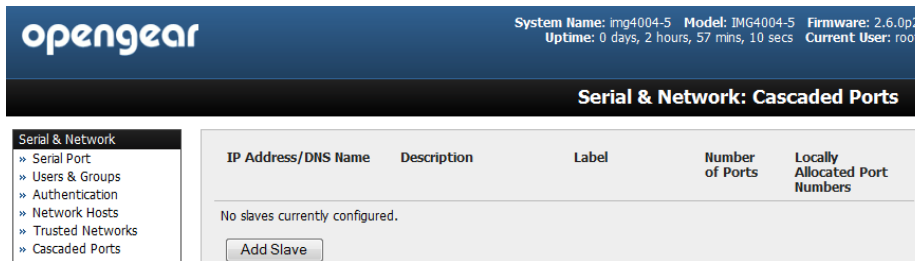 opengear
System Name: img4004-5 Model: IMG4004-5 Firmware: 2.6.0p2
Uptime: 0 days, 2 hours, 57 mins, 10 secs Current User: root
Serial & Network: Cascaded Ports
Serial & Network
» Serial Port
» Users & Groups
» Authentication
» Network Hosts
» Trusted Networks
» Cascaded Ports
IP Address/DNS Name Description Label Number of Ports Locally Allocated Port Numbers
No slaves currently configured.
Add Slave